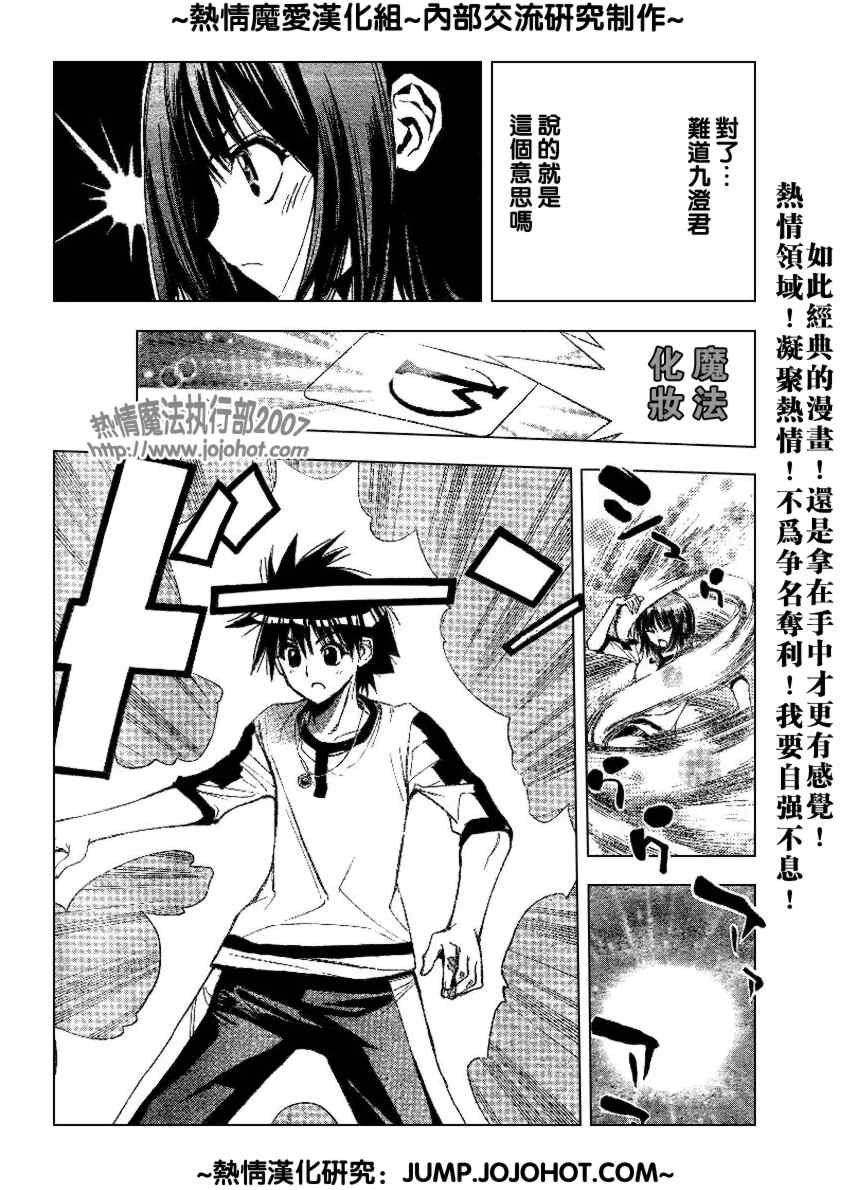 ~熱情魔愛漢化組~內部交流研究制作~
對了…
難道九澄君
說的就是
這個意思嗎
魔法
化妝
M
熱情魔法执行部2007
http://www.jojohot.com
如此經典的漫畫！還是拿在手中才更有感覺！
熱情領域！凝聚熱情！不爲争名奪利！我要自强不息！
~熱情漢化研究：JUMP.JOJOHOT.COM~